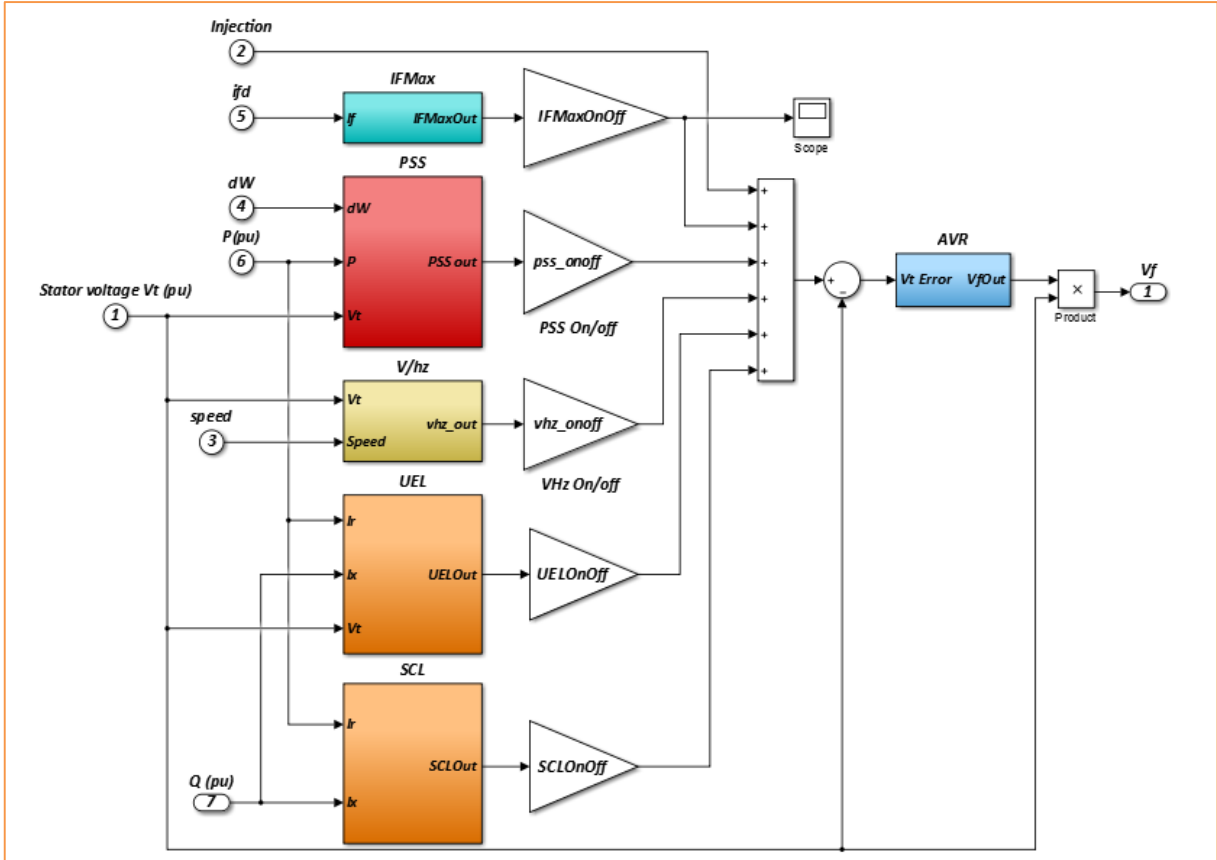 Injection
2
IFMax
ifd
5
If
IFMaxOut
IFMaxOnOff
Scope
PSS
dW
4
dW
P(pu)
6
P
PSS out
pss_onoff
Stator voltage Vt (pu)
1
Vt
PSS On/off
+
+
+
+
+
+
+
-
AVR
Vt Error
VfOut
×
Product
Vf
1
V/hz
Vt
speed
3
Speed
vhz_out
vhz_onoff
VHz On/off
UEL
Ir
Ix
UELOut
UELOnOff
Vt
SCL
Ir
SCLOut
SCLOnOff
Q (pu)
7
Ix